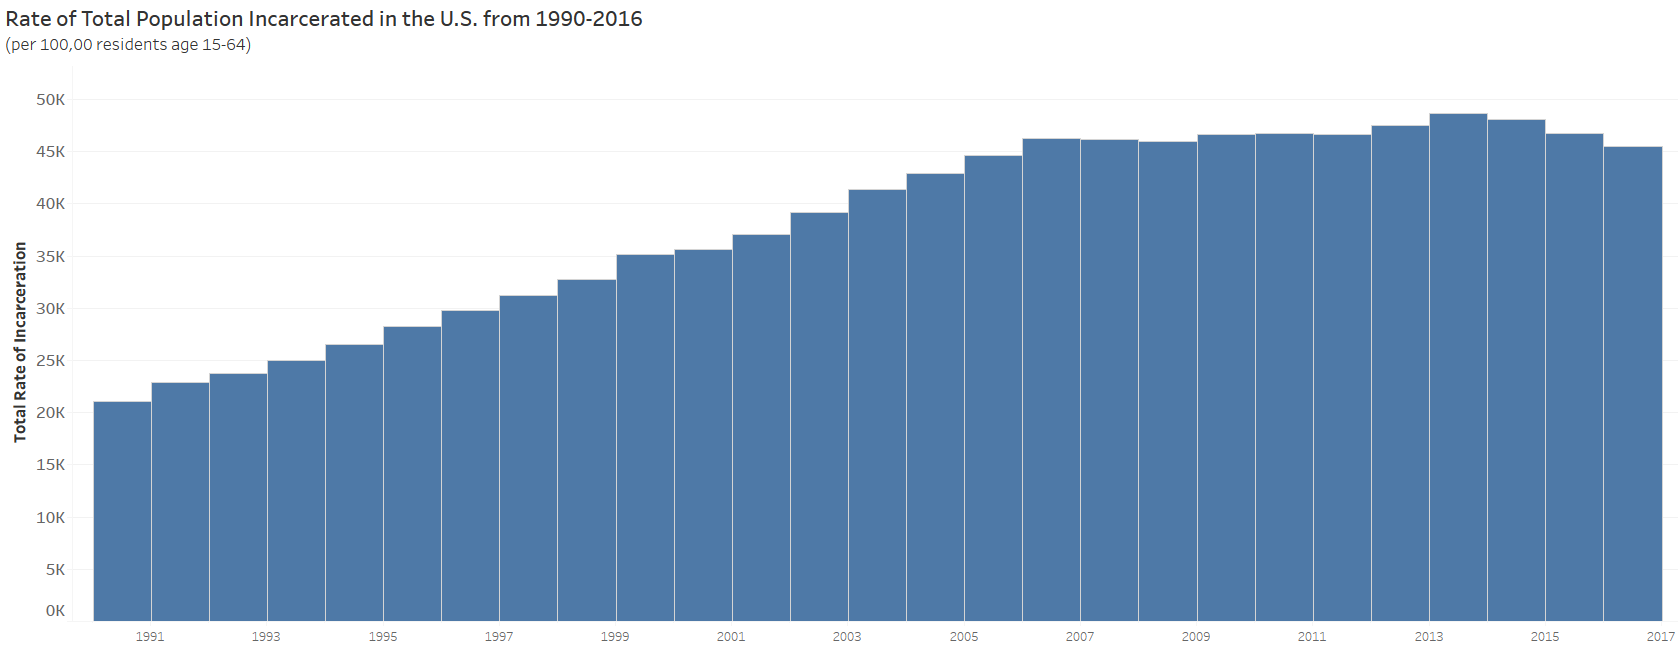 Rate of Total Population Incarcerated in the U.S. from 1990-2016
(per 100,00 residents age 15-64)
Total Rate of Incarceration
50K
45K
40K
35K
30K
25K
20K
15K
10K
5K
0K
1991 1993 1995 1997 1999 2001 2003 2005 2007 2009 2011 2013 2015 2017